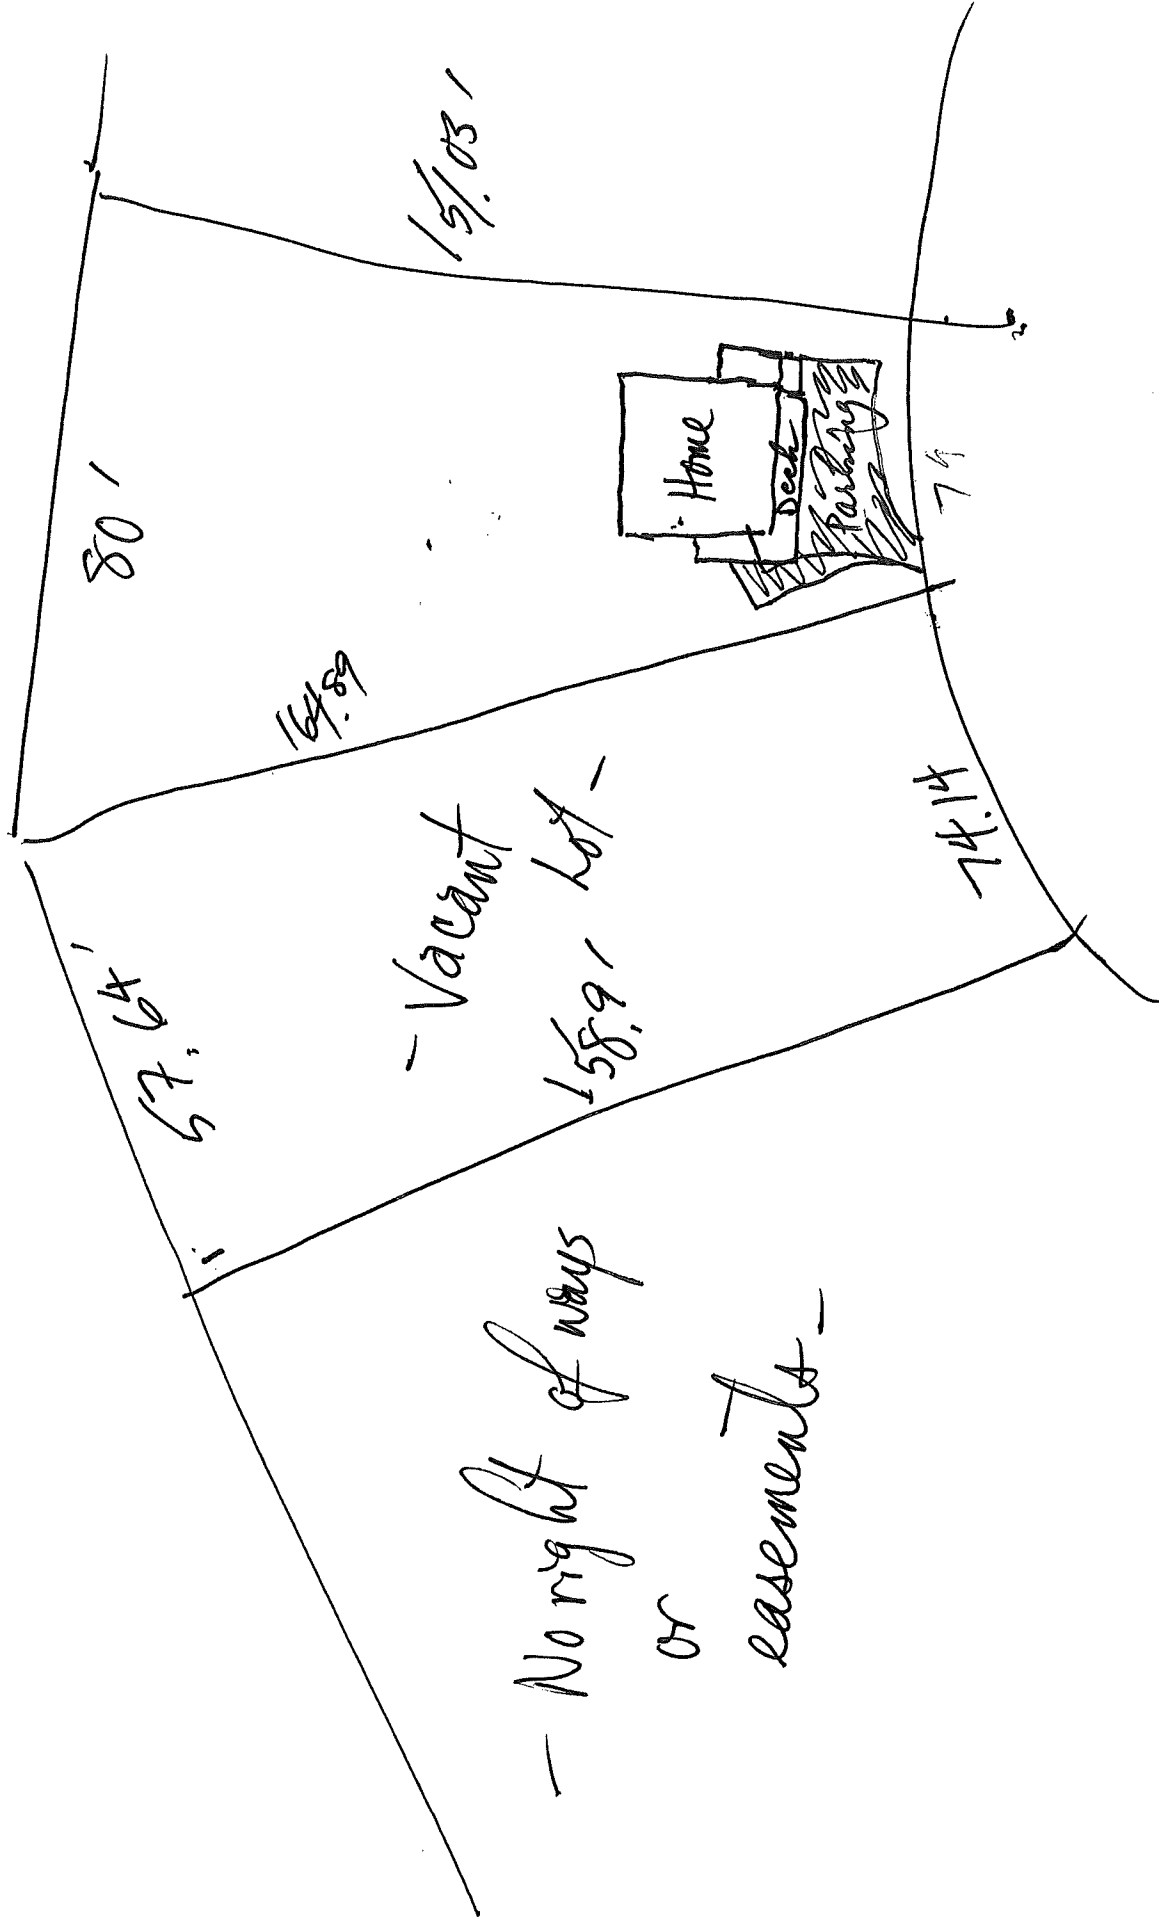 80'
151.03'
57.64'
164.89
- Vacant
Lot -
158.9'
Home
Deck
Parking
74.14
- No right of ways
or
easements -